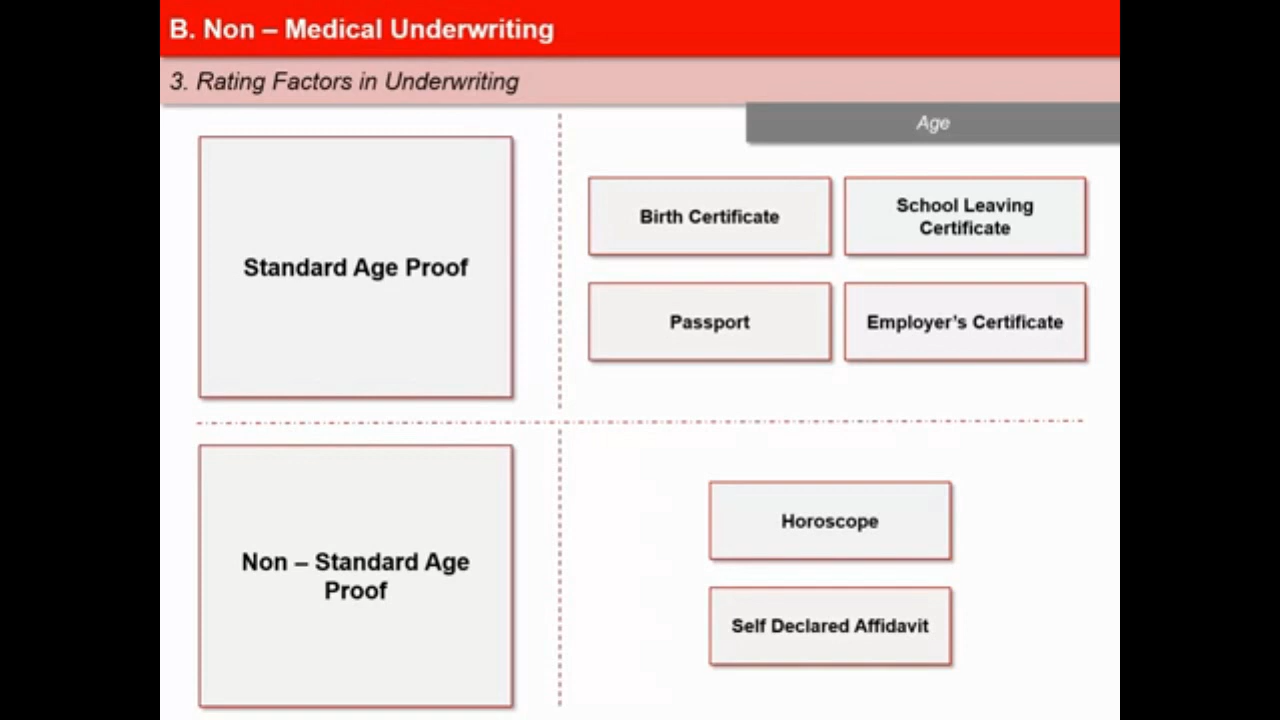 B. Non – Medical Underwriting
3. Rating Factors in Underwriting
Age
Standard Age Proof
Birth Certificate
School Leaving
Certificate
Passport
Employer’s Certificate
Non – Standard Age
Proof
Horoscope
Self Declared Affidavit